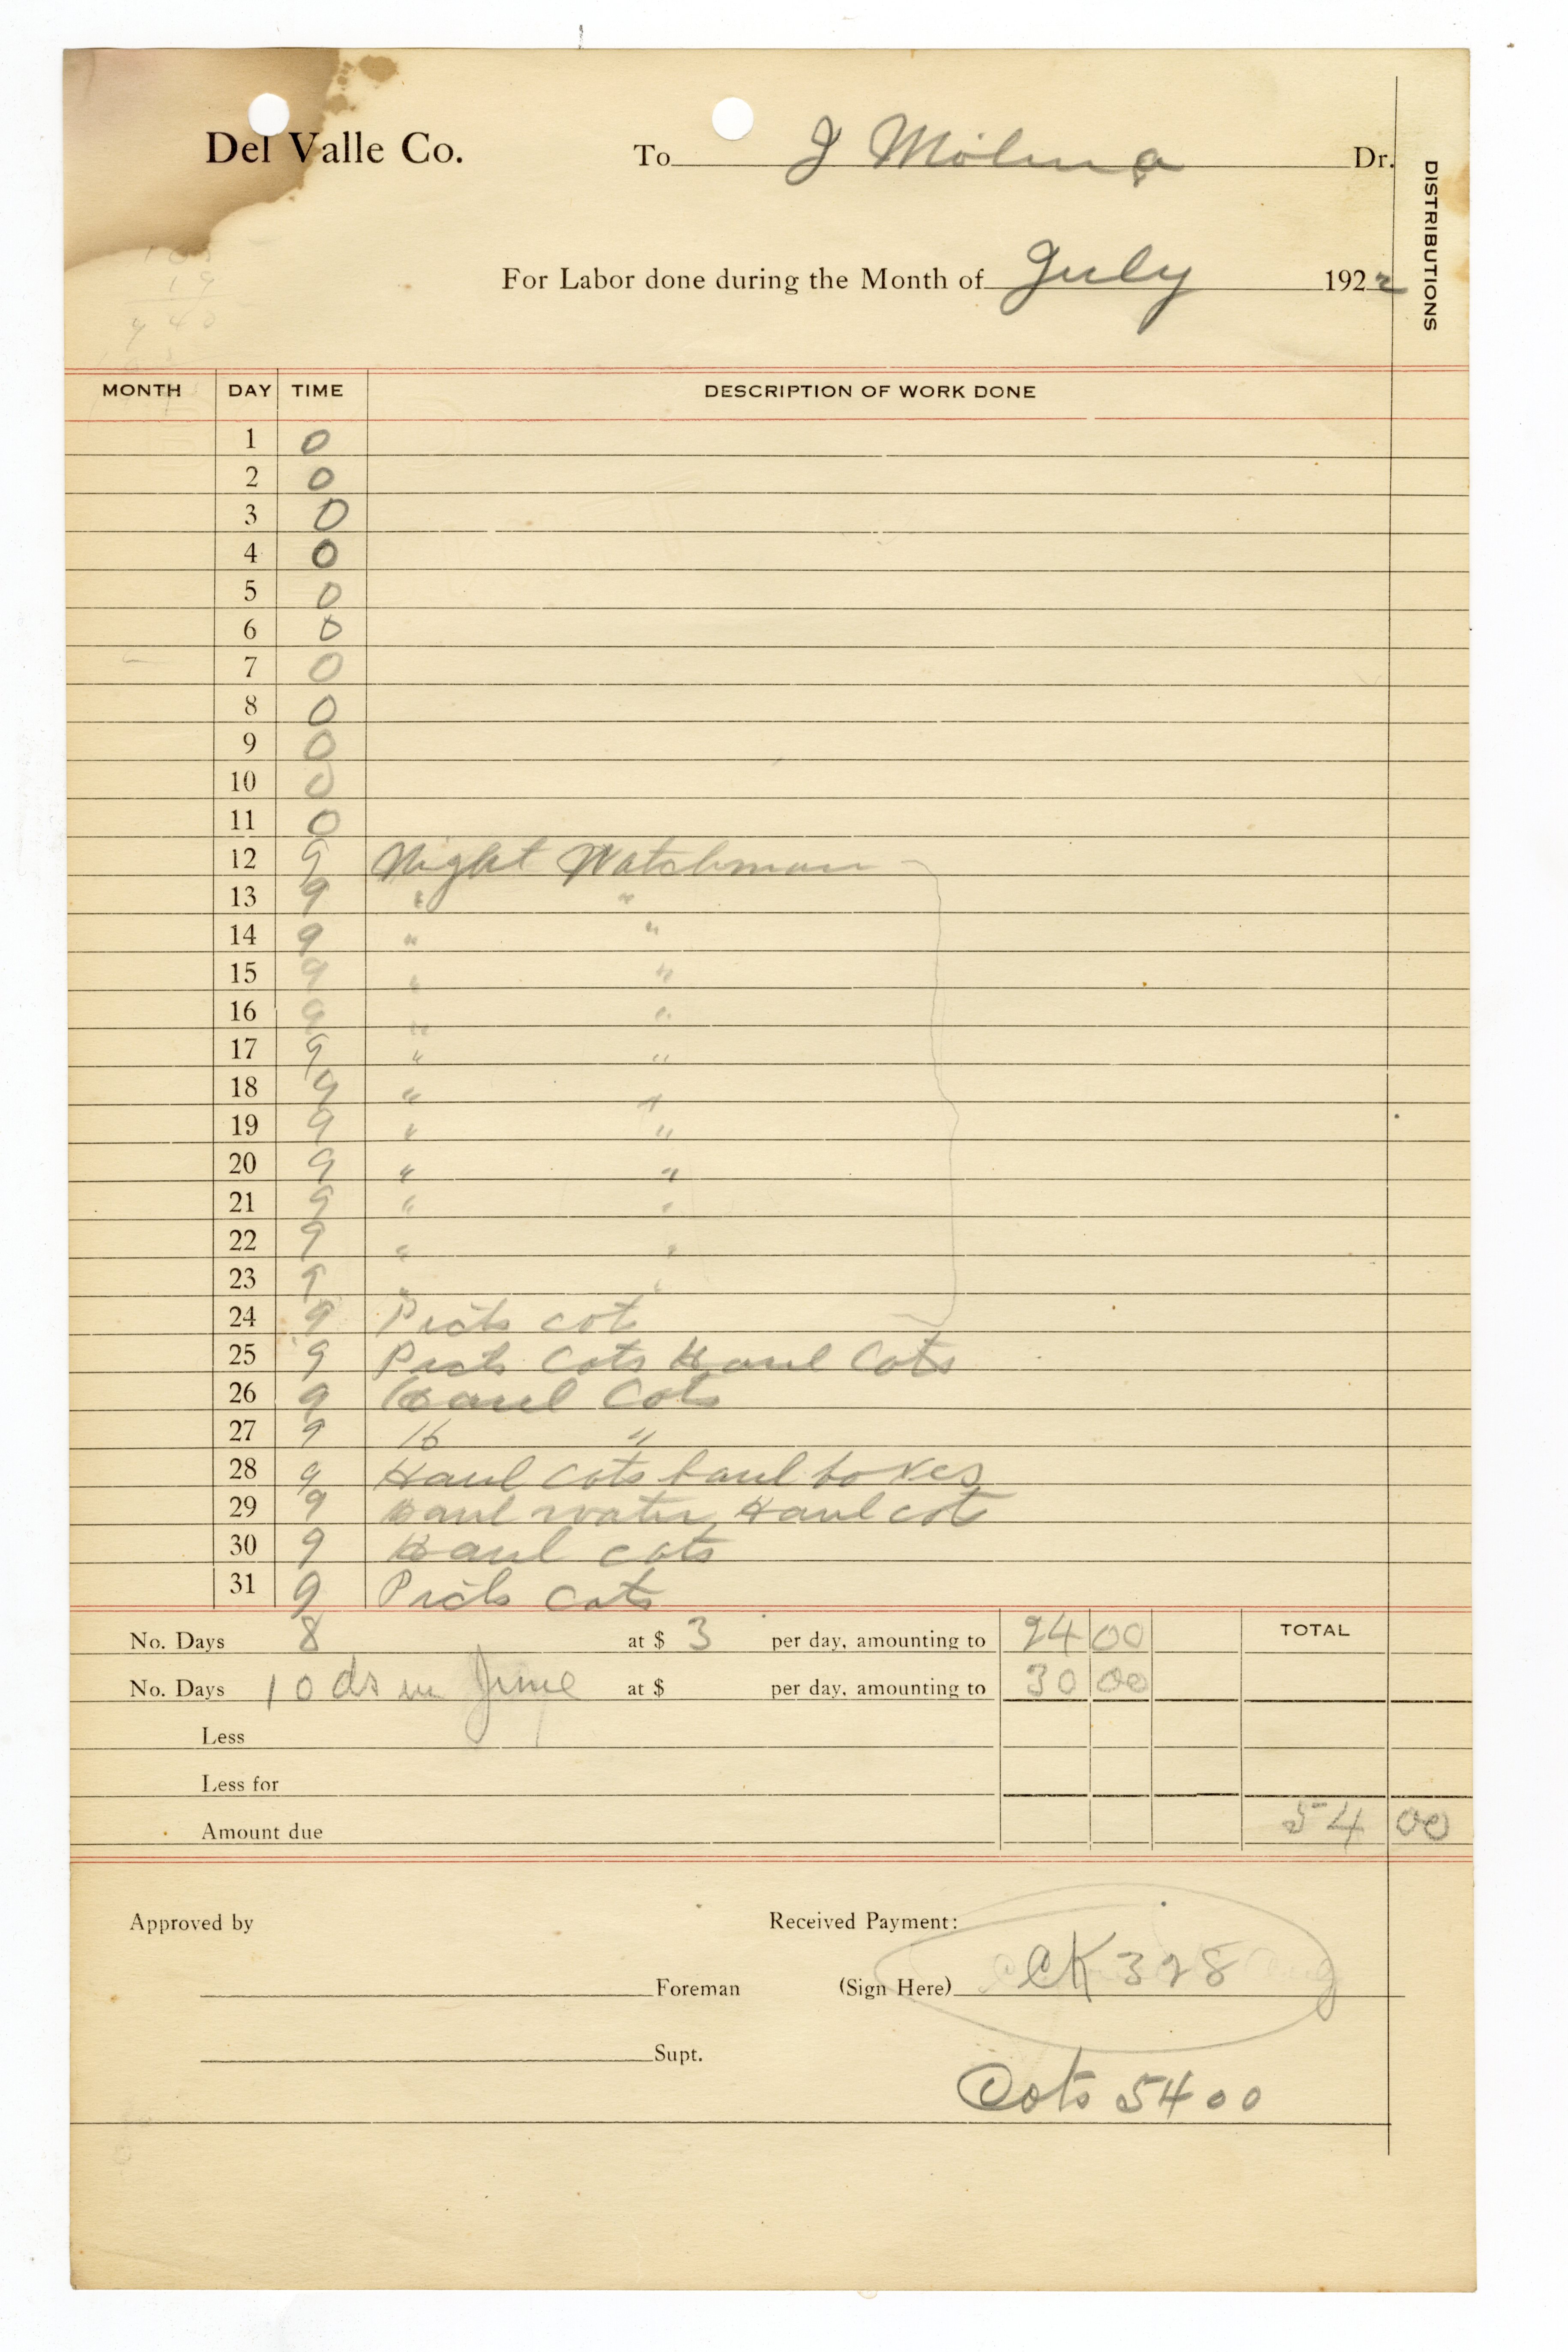 Del Valle Co. To J Molina Dr.
DISTRIBUTIONS
For Labor done during the Month of July 1922
MONTH DAY TIME DESCRIPTION OF WORK DONE
1 0
2 0
3 0
4 0
5 0
6 0
7 0
8 0
9 0
10 0
11 0
12 9 Night Watchman
13 9 " "
14 9 " "
15 9 " "
16 9 " "
17 9 " "
18 9 " "
19 9 " "
20 9 " "
21 9 " "
22 9 " "
23 9 " "
24 9 Pick cot
25 9 Pick Cots Haul Cots
26 9 Haul Cots
27 9 "
28 9 Haul Cots haul boxes
29 9 Haul water, Haul cot
30 9 Haul cots
31 9 Pick Cots
No. Days 8 at $ 3 per day, amounting to 24 00 TOTAL
No. Days 10 ds in June at $ per day, amounting to 30 00
Less
Less for
Amount due 54 00
Approved by Received Payment:
Foreman (Sign Here) CK 328
Supt.
Cots 54 00